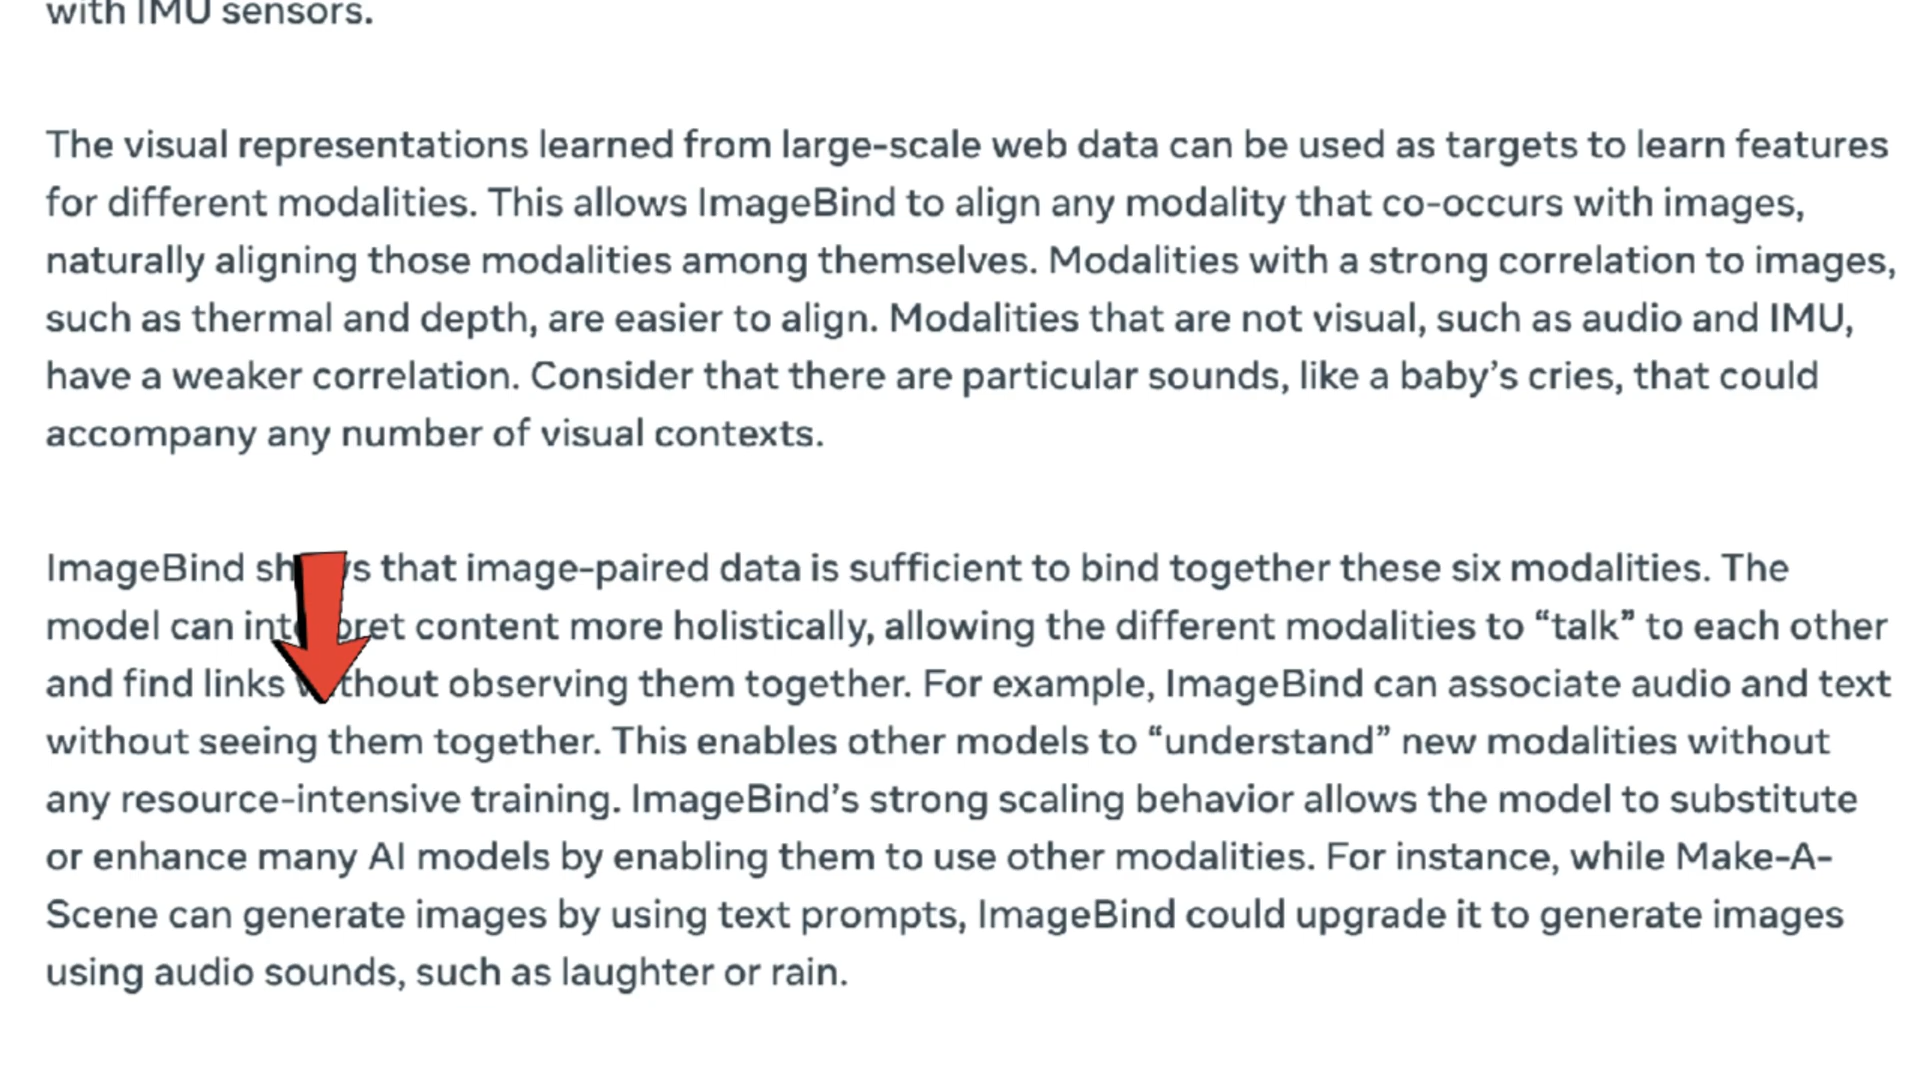 with IMU sensors.
The visual representations learned from large-scale web data can be used as targets to learn features
for different modalities. This allows ImageBind to align any modality that co-occurs with images,
naturally aligning those modalities among themselves. Modalities with a strong correlation to images,
such as thermal and depth, are easier to align. Modalities that are not visual, such as audio and IMU,
have a weaker correlation. Consider that there are particular sounds, like a baby’s cries, that could
accompany any number of visual contexts.
ImageBind that image-paired data is sufficient to bind together these six modalities. The
model can content more holistically, allowing the different modalities to “talk” to each other
and find links without observing them together. For example, ImageBind can associate audio and text
without seeing them together. This enables other models to “understand” new modalities without
any resource-intensive training. ImageBind’s strong scaling behavior allows the model to substitute
or enhance many AI models by enabling them to use other modalities. For instance, while Make-A-
Scene can generate images by using text prompts, ImageBind could upgrade it to generate images
using audio sounds, such as laughter or rain.